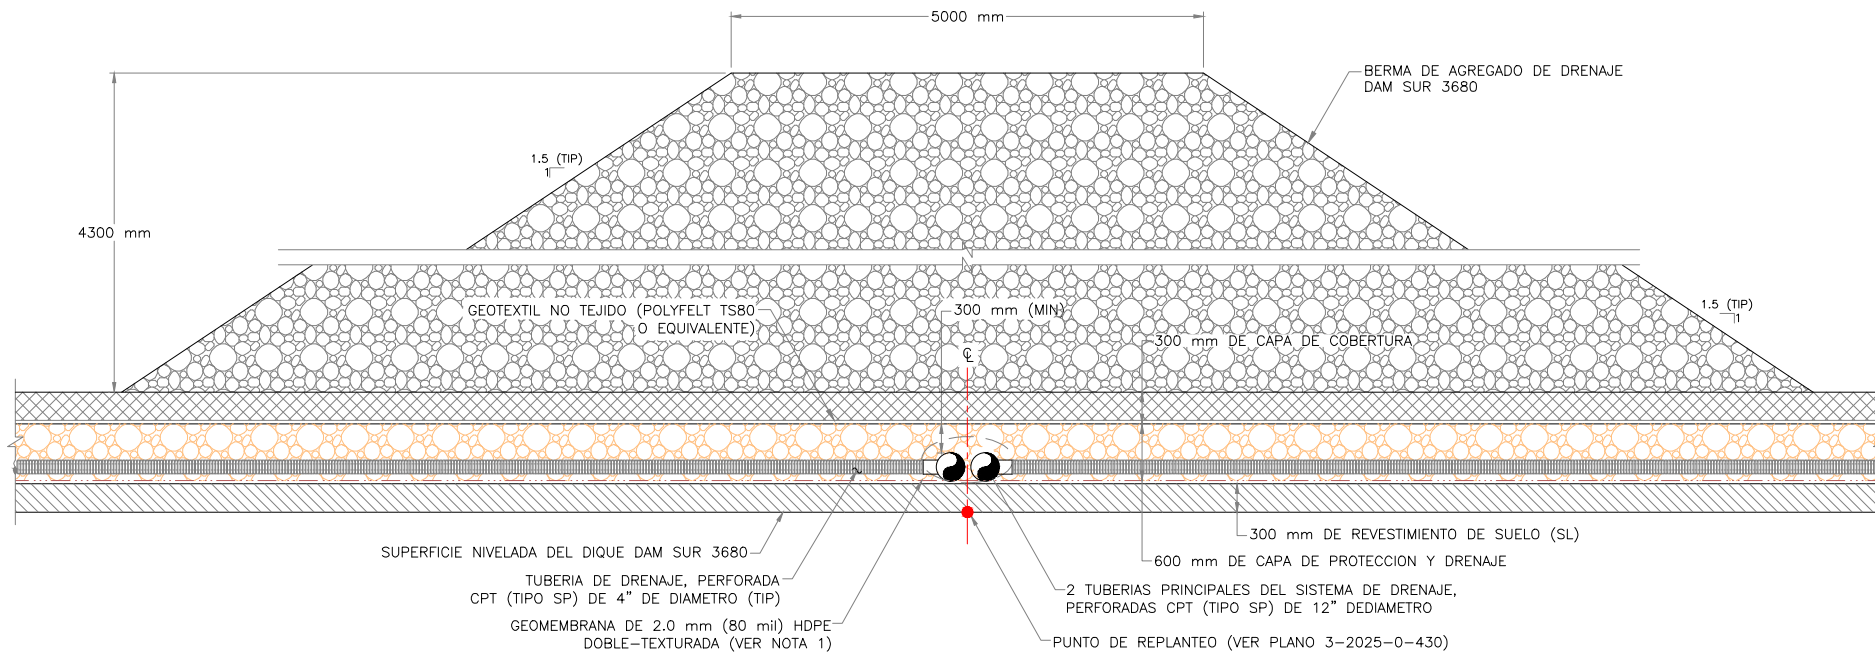 5000 mm
BERMA DE AGREGADO DE DRENAJE
DAM SUR 3680
1.5 (TIP)
1
4300 mm
GEOTEXTIL NO TEJIDO (POLYFELT TS80
O EQUIVALENTE)
300 mm (MIN)
1.5 (TIP)
1
300 mm DE CAPA DE COBERTURA
CL
300 mm DE REVESTIMIENTO DE SUELO (SL)
SUPERFICIE NIVELADA DEL DIQUE DAM SUR 3680
600 mm DE CAPA DE PROTECCION Y DRENAJE
TUBERIA DE DRENAJE, PERFORADA
CPT (TIPO SP) DE 4” DE DIAMETRO (TIP)
2 TUBERIAS PRINCIPALES DEL SISTEMA DE DRENAJE,
PERFORADAS CPT (TIPO SP) DE 12” DEDIAMETRO
GEOMEMBRANA DE 2.0 mm (80 mil) HDPE
DOBLE-TEXTURADA (VER NOTA 1)
PUNTO DE REPLANTEO (VER PLANO 3-2025-0-430)